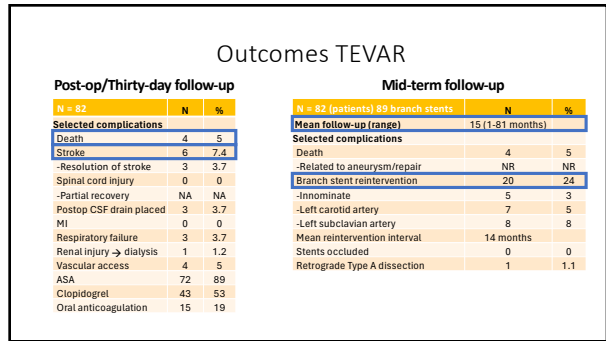 Outcomes TEVAR
Post-op/Thirty-day follow-up
N = 82 N %
Selected complications
Death 4 5
Stroke 6 7.4
-Resolution of stroke 3 3.7
Spinal cord injury 0 0
-Partial recovery NA NA
Postop CSF drain placed 3 3.7
MI 0 0
Respiratory failure 3 3.7
Renal injury → dialysis 1 1.2
Vascular access 4 5
ASA 72 89
Clopidogrel 43 53
Oral anticoagulation 15 19
Mid-term follow-up
N = 82 (patients) 89 branch stents N %
Mean follow-up (range) 15 (1-81 months)
Selected complications
Death 4 5
-Related to aneurysm/repair NR NR
Branch stent reintervention 20 24
-Innominate 5 3
-Left carotid artery 7 5
-Left subclavian artery 8 8
Mean reintervention interval 14 months
Stents occluded 0 0
Retrograde Type A dissection 1 1.1